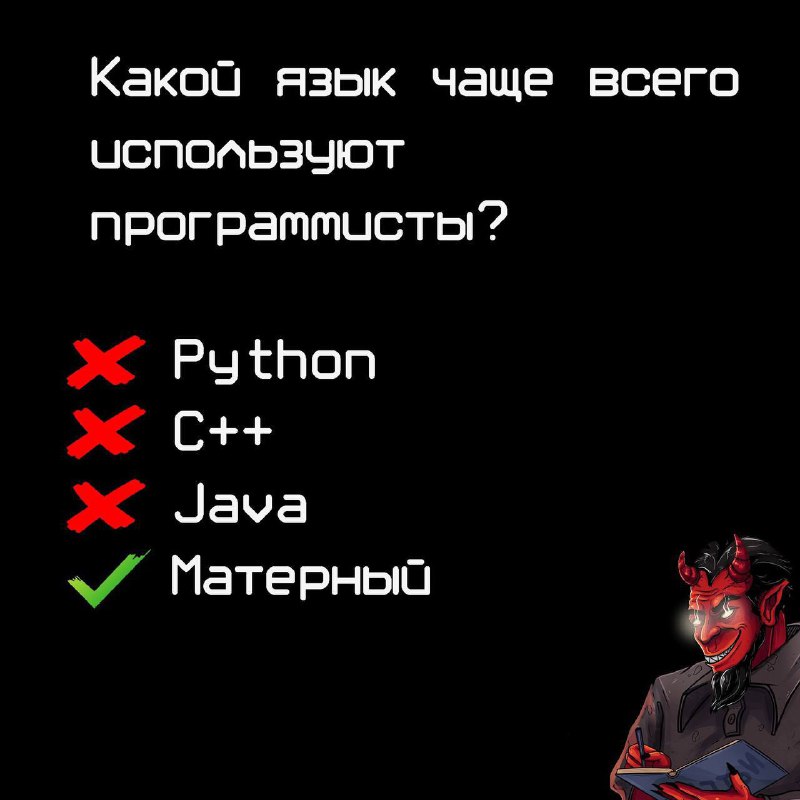 Какой язык чаще всего
используют
программисты?
Python
C++
Java
Матерный